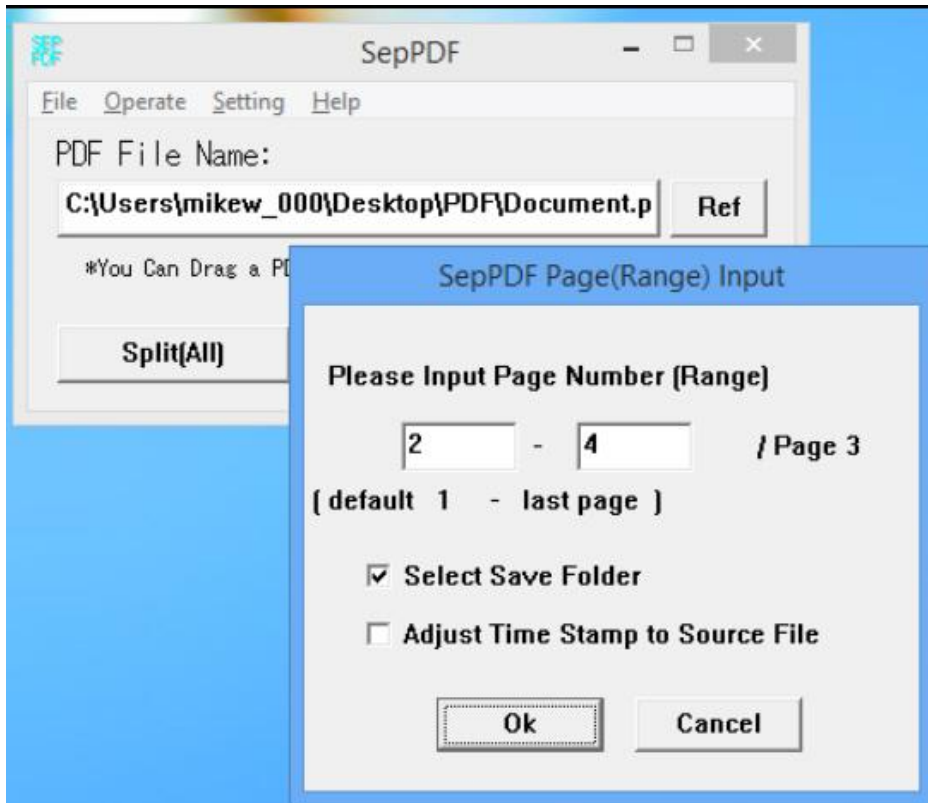 SEP
PDF
SepPDF
File Operate Setting Help
PDF File Name:
C:\Users\mikew_000\Desktop\PDF\Document.p Ref
*You Can Drag a PD
Split(All)
SepPDF Page(Range) Input
Please Input Page Number (Range)
2 - 4 / Page 3
( default 1 - last page )
Select Save Folder
Adjust Time Stamp to Source File
Ok Cancel